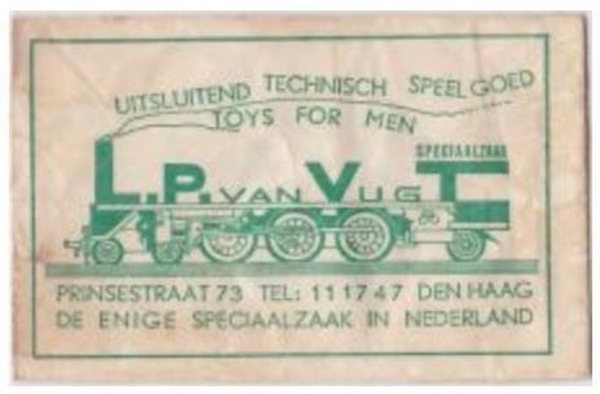 UITSLUITEND TECHNISCH SPEELGOED
TOYS FOR MEN
SPECIAALZAAK
L.P. VAN VUGT
PRINSESTRAAT 73 TEL: 111747 DEN HAAG
DE ENIGE SPECIAALZAAK IN NEDERLAND